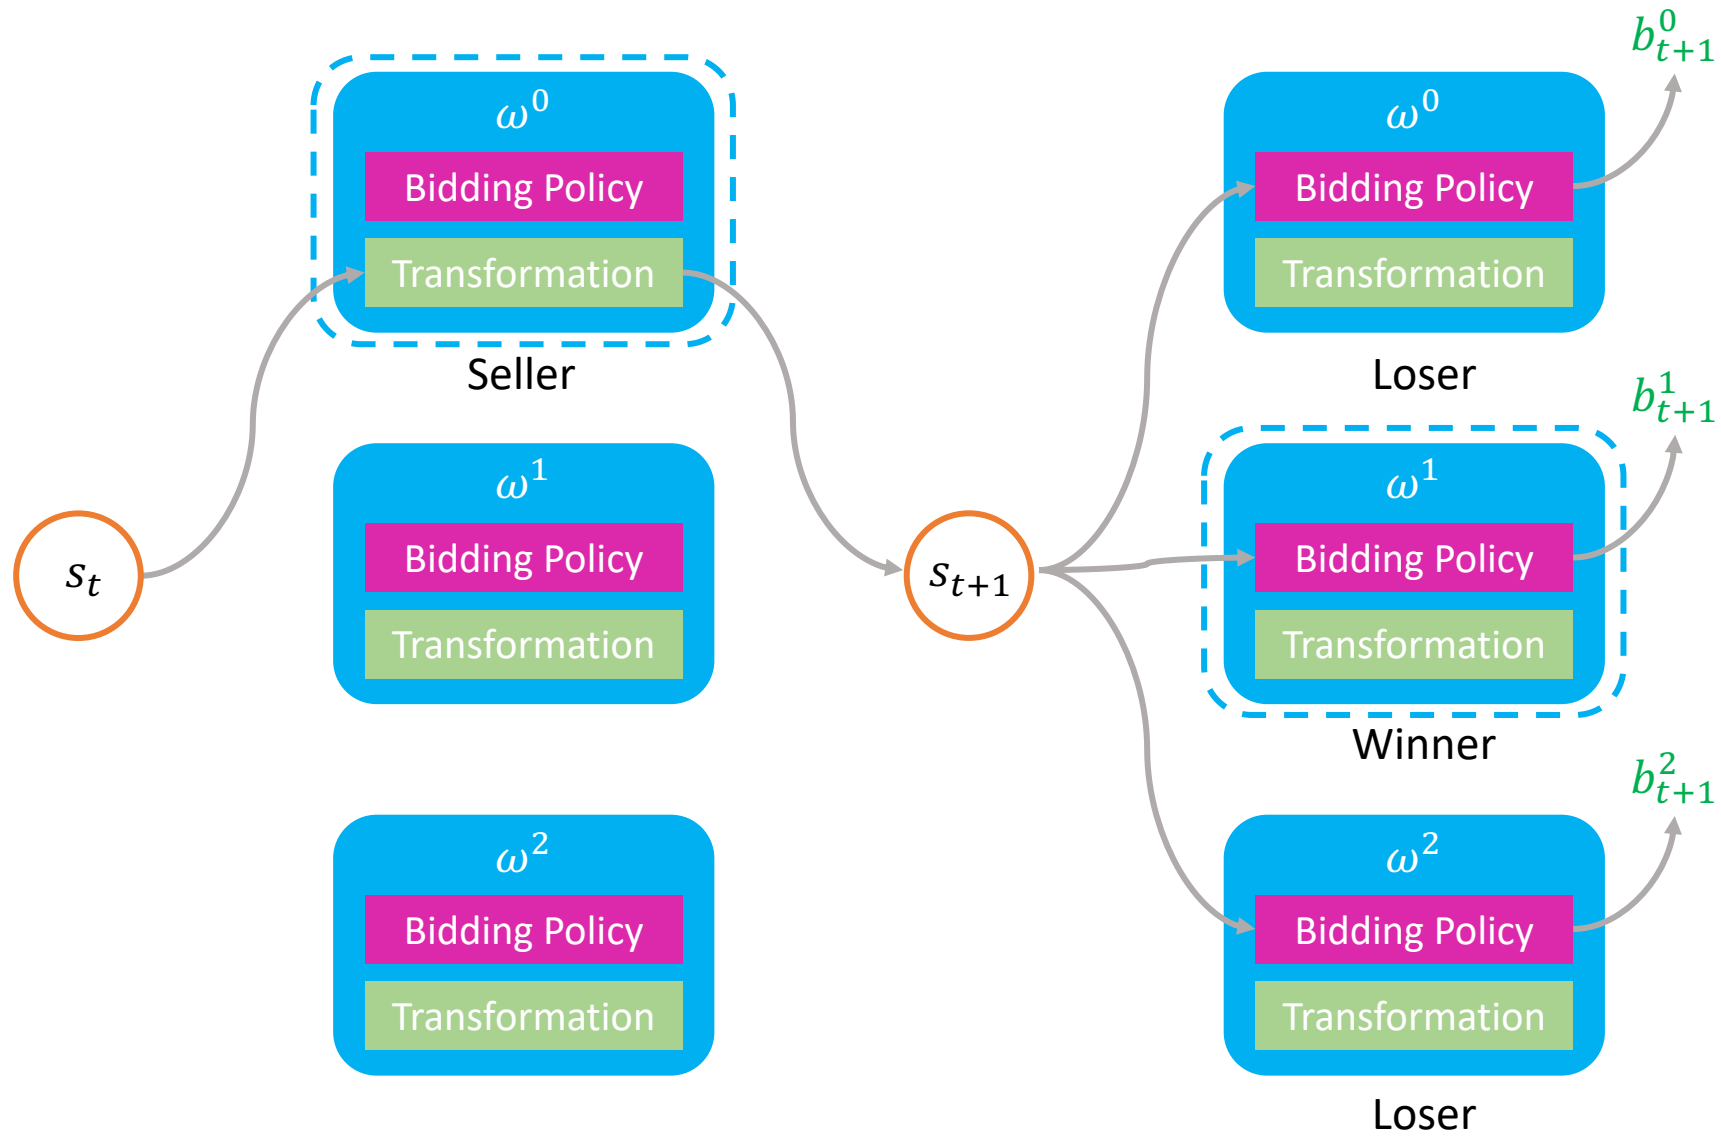 s_t
ω^0
Bidding Policy
Transformation
Seller
ω^1
Bidding Policy
Transformation
ω^2
Bidding Policy
Transformation
s_{t+1}
ω^0
Bidding Policy
Transformation
Loser
b^0_{t+1}
ω^1
Bidding Policy
Transformation
Winner
b^1_{t+1}
ω^2
Bidding Policy
Transformation
Loser
b^2_{t+1}